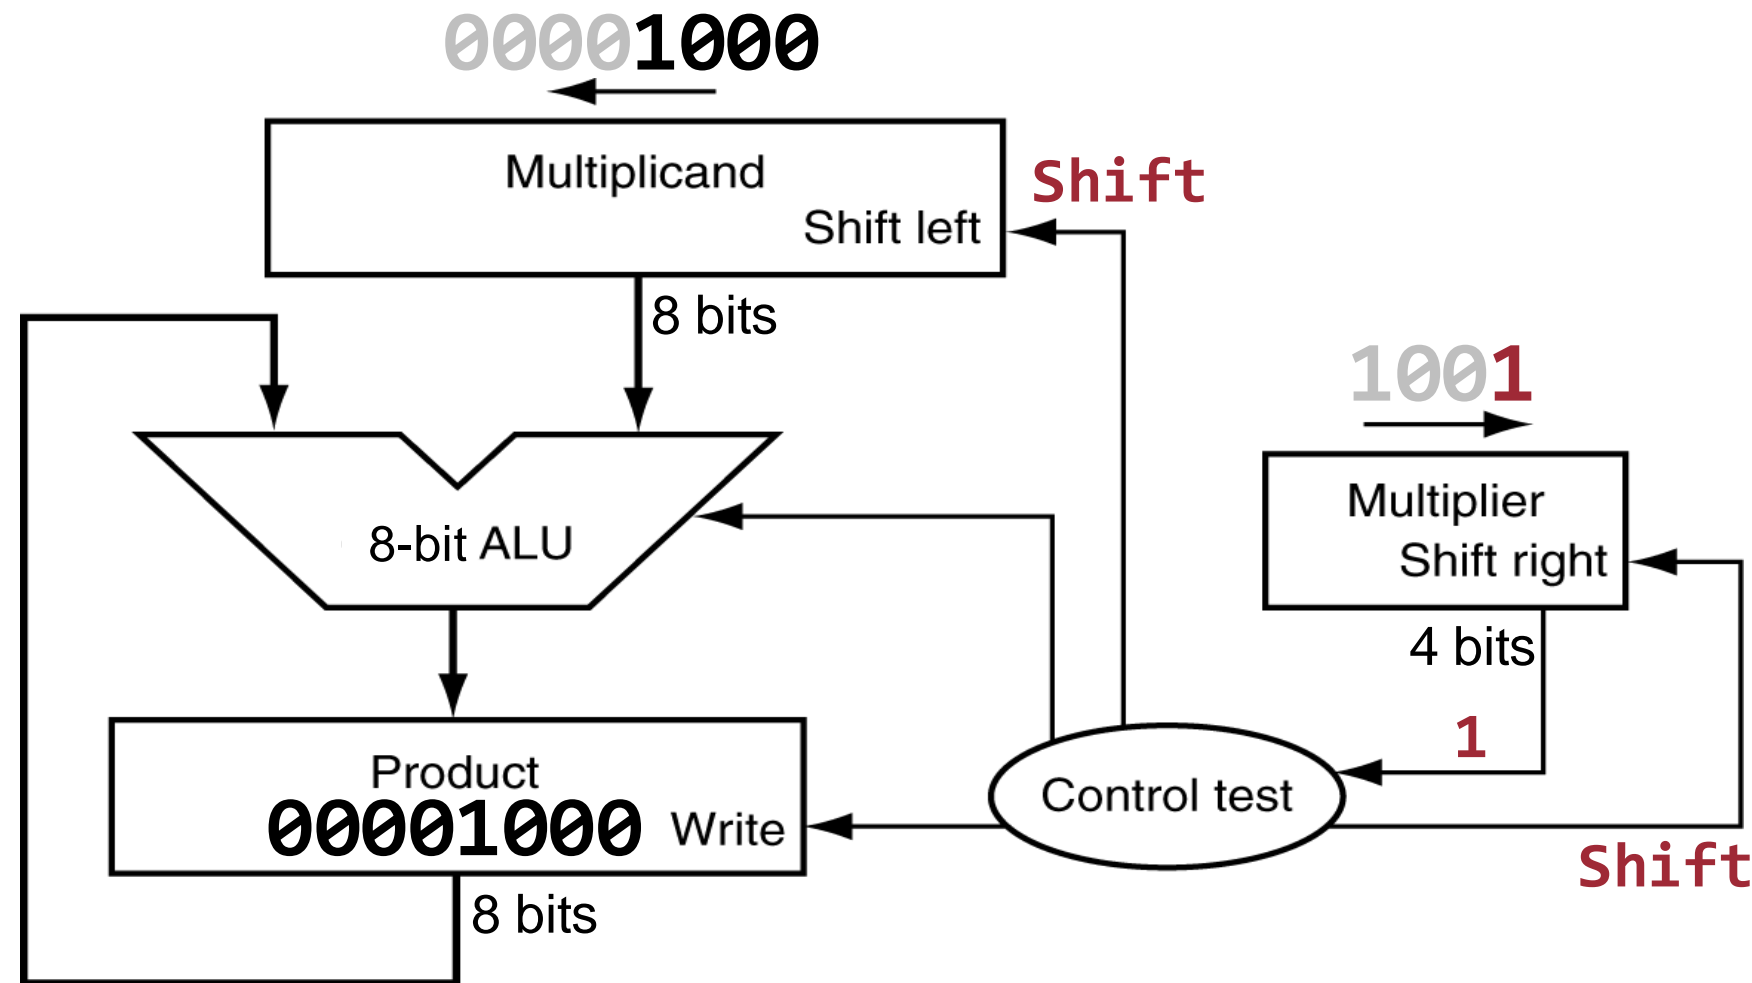 00001000
Multiplicand
Shift
Shift left
8 bits
1001
Multiplier
8-bit ALU
Shift right
4 bits
1
Product
Control test
00001000 Write
Shift
8 bits